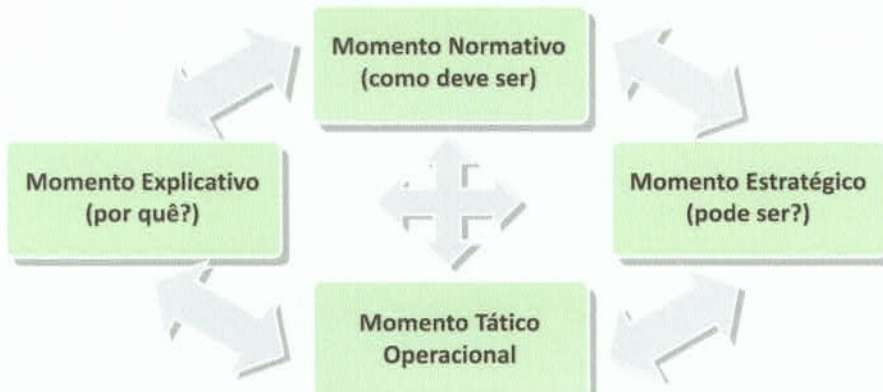 Momento Normativo
(como deve ser)
Momento Explicativo
(por quê?)
Momento Estratégico
(pode ser?)
Momento Tático
Operacional